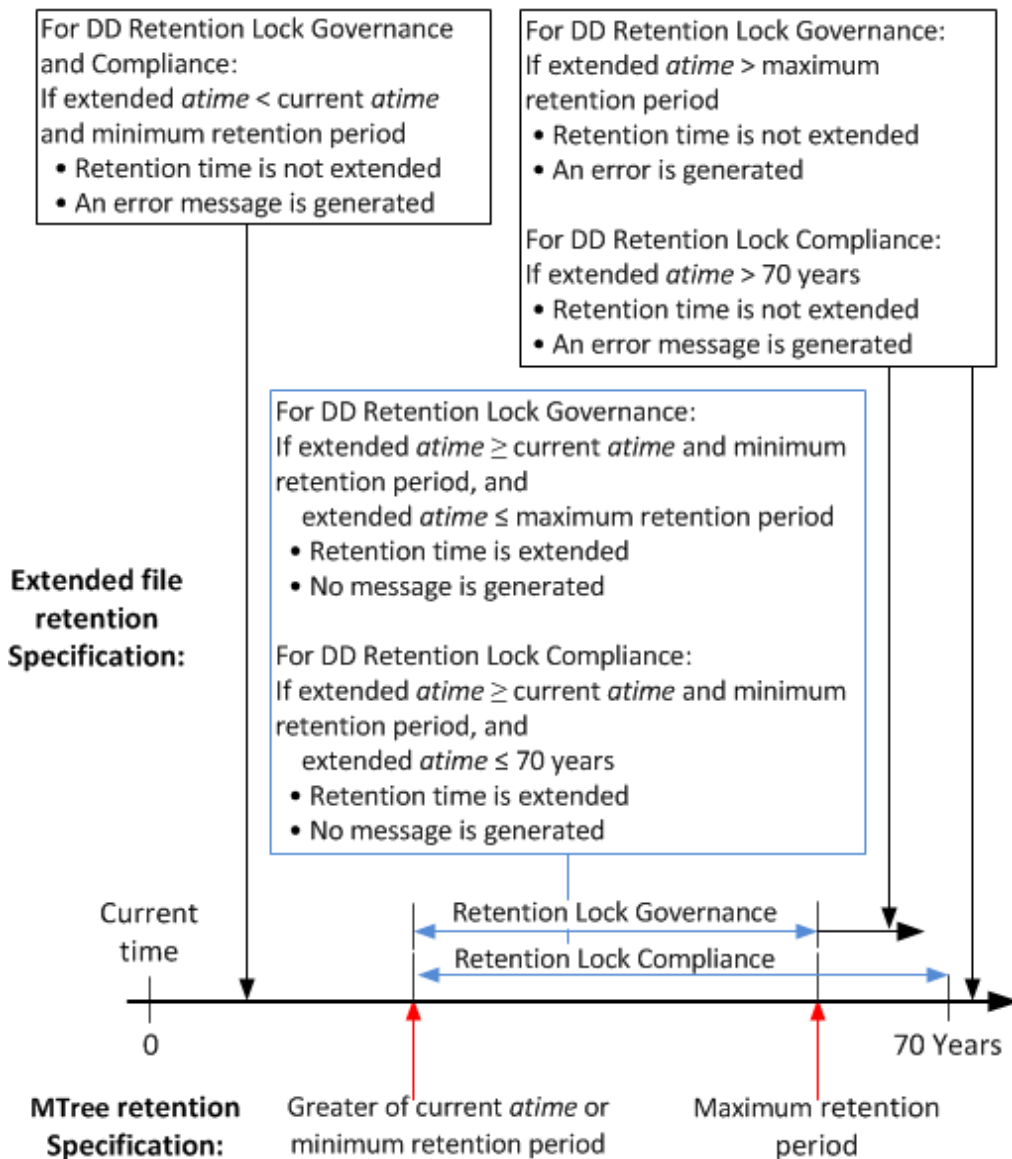 For DD Retention Lock Governance
and Compliance:
If extended atime < current atime
and minimum retention period
• Retention time is not extended
• An error message is generated
For DD Retention Lock Governance:
If extended atime > maximum
retention period
• Retention time is not extended
• An error is generated
For DD Retention Lock Compliance:
If extended atime > 70 years
• Retention time is not extended
• An error message is generated
For DD Retention Lock Governance:
If extended atime ≥ current atime and minimum
retention period, and
extended atime ≤ maximum retention period
• Retention time is extended
• No message is generated
For DD Retention Lock Compliance:
If extended atime ≥ current atime and minimum
retention period, and
extended atime ≤ 70 years
• Retention time is extended
• No message is generated
Extended file
retention
Specification:
Current
time
Retention Lock Governance
Retention Lock Compliance
0
70 Years
MTree retention
Specification:
Greater of current atime or
minimum retention period
Maximum retention
period